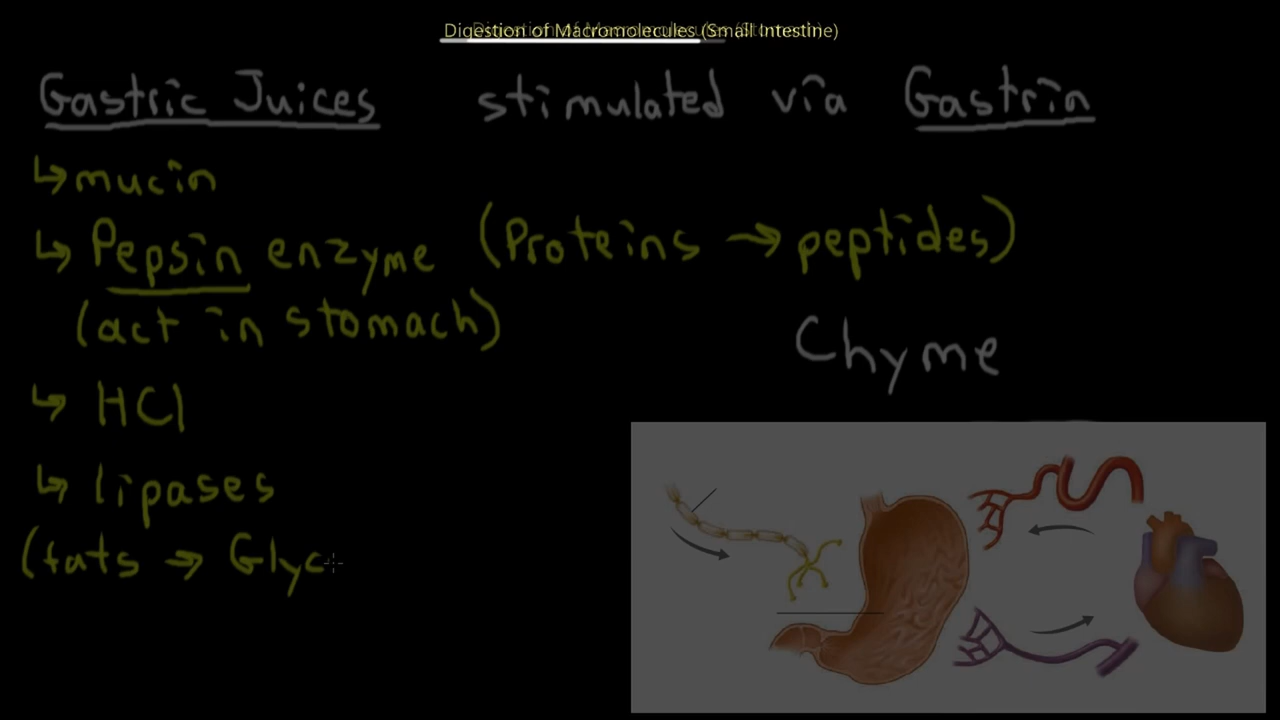 Digestion of Macromolecules (Small Intestine)
Gastric Juices stimulated via Gastrin
↳ mucin
↳ Pepsin enzyme (Proteins → peptides)
(act in stomach)
Chyme
↳ HCl
↳ lipases
(fats → Glyc